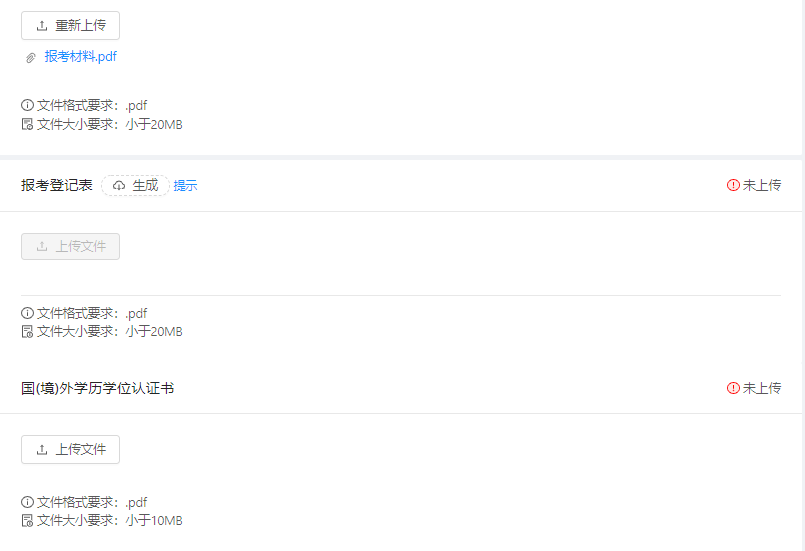 重新上传
报考材料.pdf
文件格式要求：.pdf
文件大小要求：小于20MB
报考登记表 生成 提示 未上传
上传文件
文件格式要求：.pdf
文件大小要求：小于20MB
国(境)外学历学位认证书 未上传
上传文件
文件格式要求：.pdf
文件大小要求：小于10MB